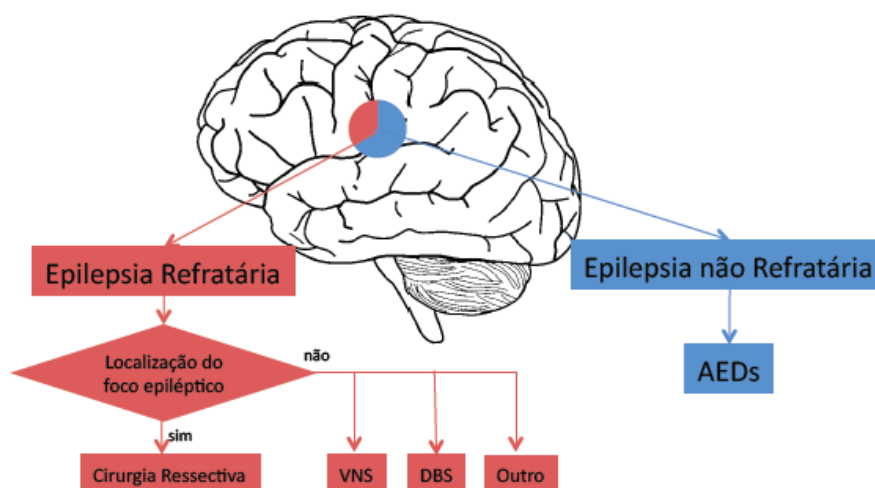 Epilepsia Refratária
Epilepsia não Refratária
Localização do
foco epiléptico
não
AEDs
sim
Cirurgia Ressectiva
VNS
DBS
Outro